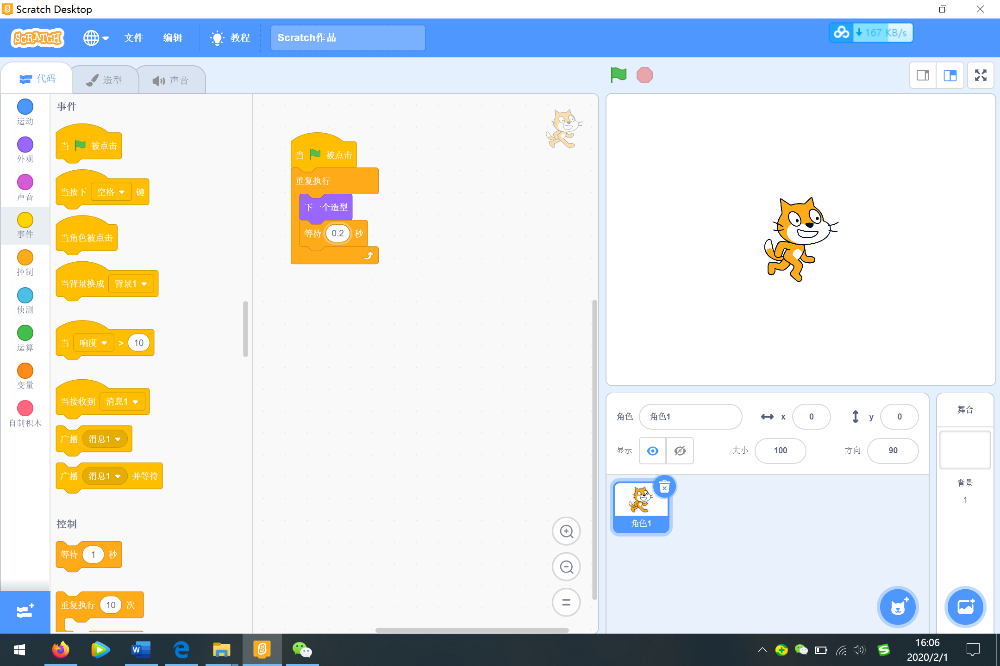 Scratch Desktop
SCRATCH
文件
编辑
教程
Scratch作品
167 KB/s
代码
造型
声音
运动
外观
声音
事件
控制
侦测
运算
变量
自制积木
事件
当 被点击
当按下 空格 键
当角色被点击
当背景换成 背景1
当 响度 > 10
当接收到 消息1
广播 消息1
广播 消息1 并等待
控制
等待 1 秒
重复执行 10 次
当 被点击
重复执行
下一个造型
等待 0.2 秒
角色 角色1 x 0 y 0
显示 大小 100 方向 90
角色1
舞台
背景
1
16:06
2020/2/1